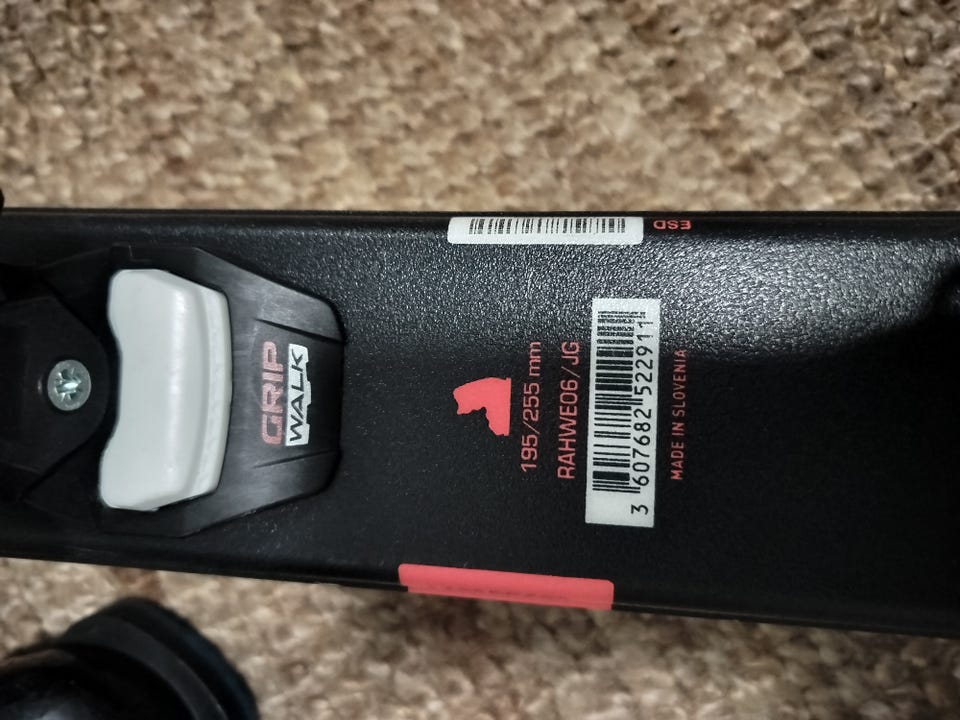 GRIP
WALK
195/255 mm
RAHWE06/JG
3 607682 522911
MADE IN SLOVENIA
ESD